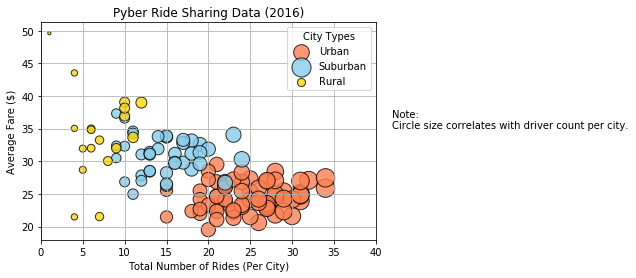 Pyber Ride Sharing Data (2016)
Average Fare ($)
50
45
40
35
30
25
20
City Types
Urban
Suburban
Rural
Note:
Circle size correlates with driver count per city.
0 5 10 15 20 25 30 35 40
Total Number of Rides (Per City)